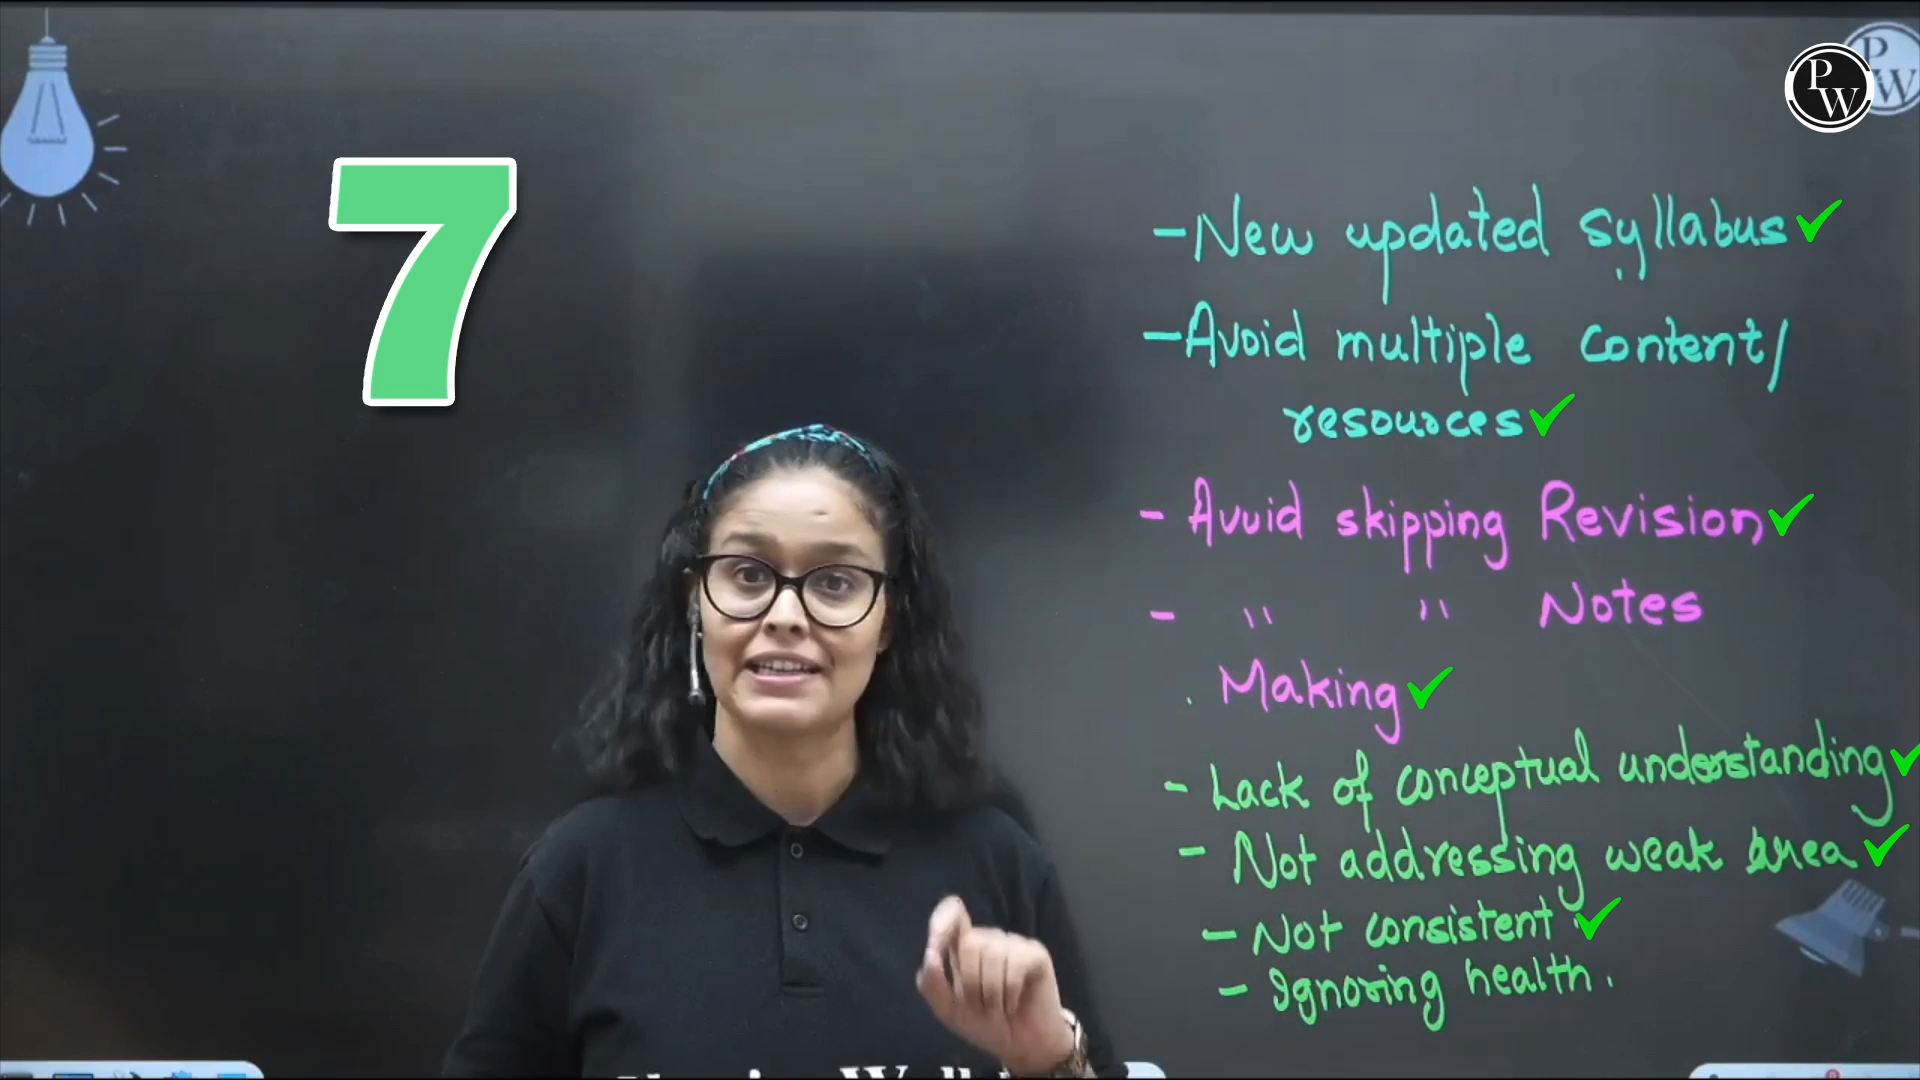 P
W
P
W
7
- New updated syllabus ✓
- Avoid multiple content/
resources ✓
- Avoid skipping Revision ✓
- " " Notes
Making ✓
- Lack of conceptual understanding ✓
- Not addressing weak area ✓
- Not consistent ✓
- Ignoring health.